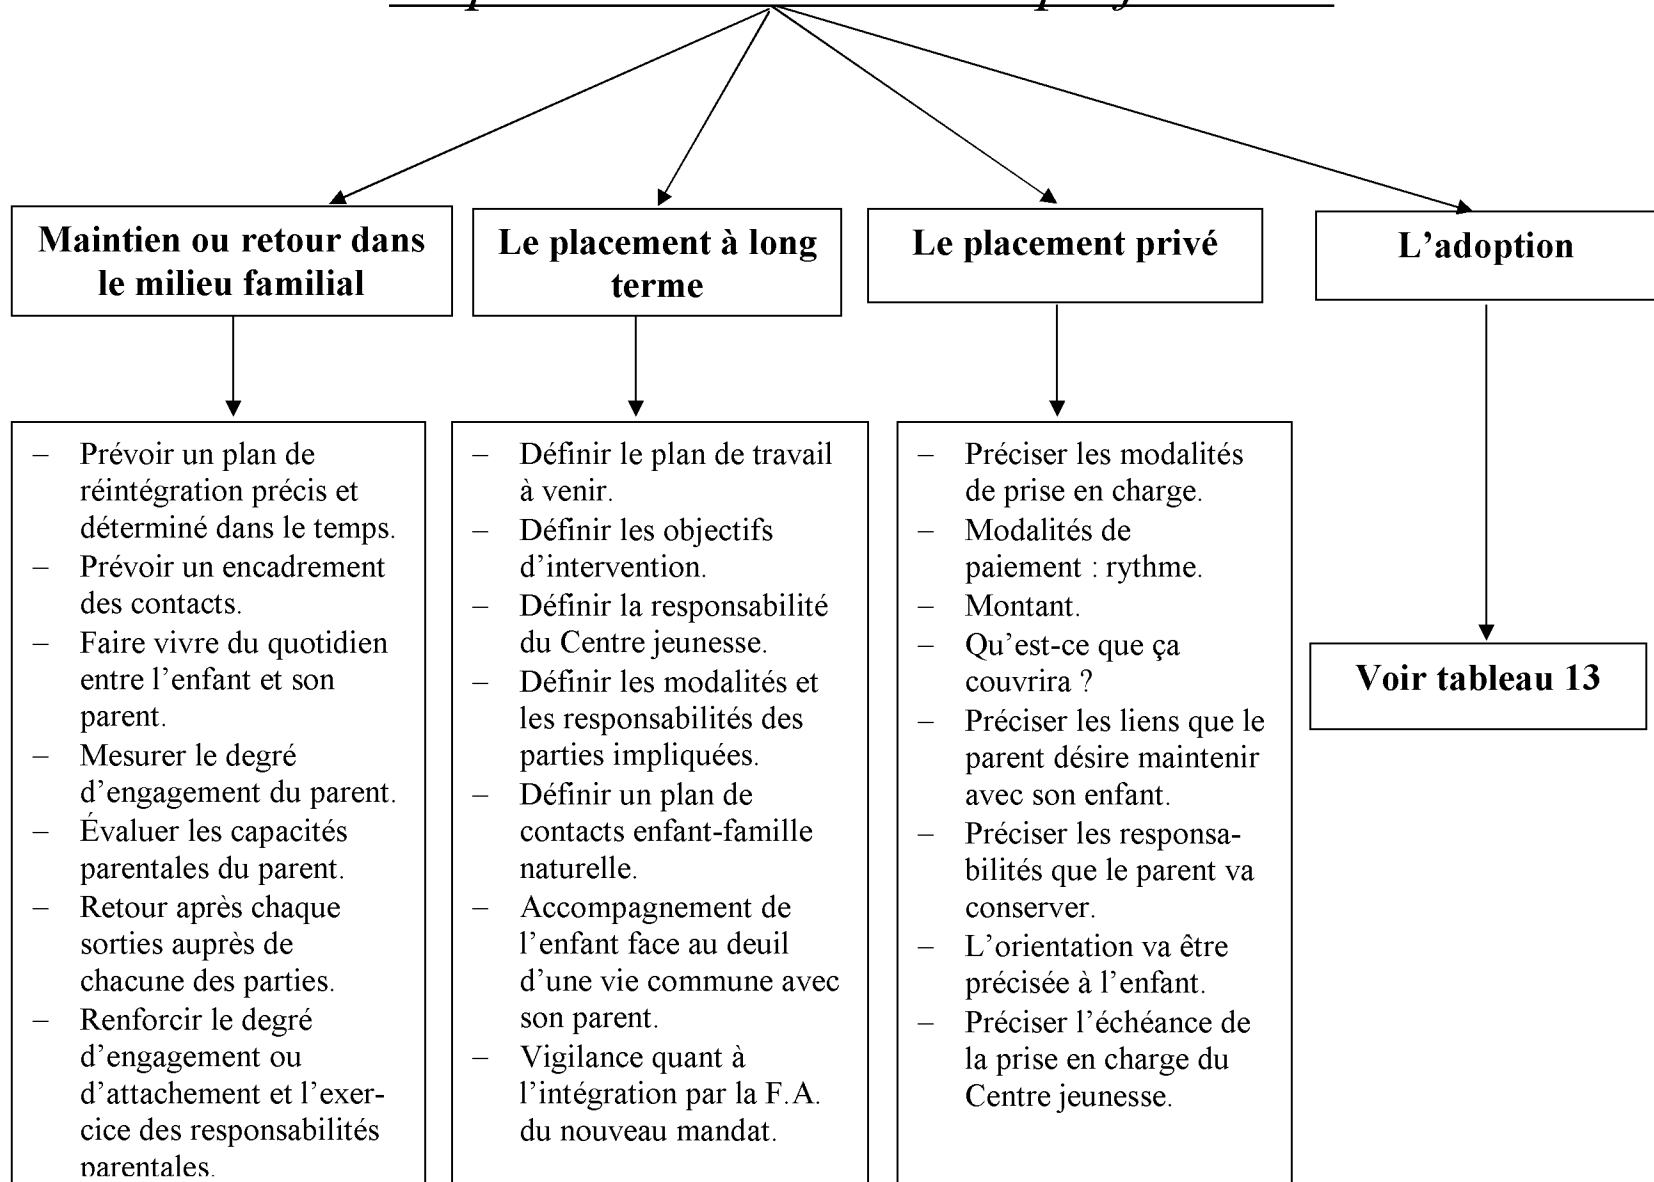 Maintien ou retour dans
le milieu familial
Le placement à long
terme
Le placement privé
L’adoption
– Prévoir un plan de
réintégration précis et
déterminé dans le temps.
– Prévoir un encadrement
des contacts.
– Faire vivre du quotidien
entre l’enfant et son
parent.
– Mesurer le degré
d’engagement du parent.
– Évaluer les capacités
parentales du parent.
– Retour après chaque
sorties auprès de
chacune des parties.
– Renforcir le degré
d’engagement ou
d’attachement et l’exer-
cice des responsabilités
parentales.
– Définir le plan de travail
à venir.
– Définir les objectifs
d’intervention.
– Définir la responsabilité
du Centre jeunesse.
– Définir les modalités et
les responsabilités des
parties impliquées.
– Définir un plan de
contacts enfant-famille
naturelle.
– Accompagnement de
l’enfant face au deuil
d’une vie commune avec
son parent.
– Vigilance quant à
l’intégration par la F.A.
du nouveau mandat.
– Préciser les modalités
de prise en charge.
– Modalités de
paiement : rythme.
– Montant.
– Qu’est-ce que ça
couvrira ?
– Préciser les liens que le
parent désire maintenir
avec son enfant.
– Préciser les responsa-
bilités que le parent va
conserver.
– L’orientation va être
précisée à l’enfant.
– Préciser l’échéance de
la prise en charge du
Centre jeunesse.
Voir tableau 13